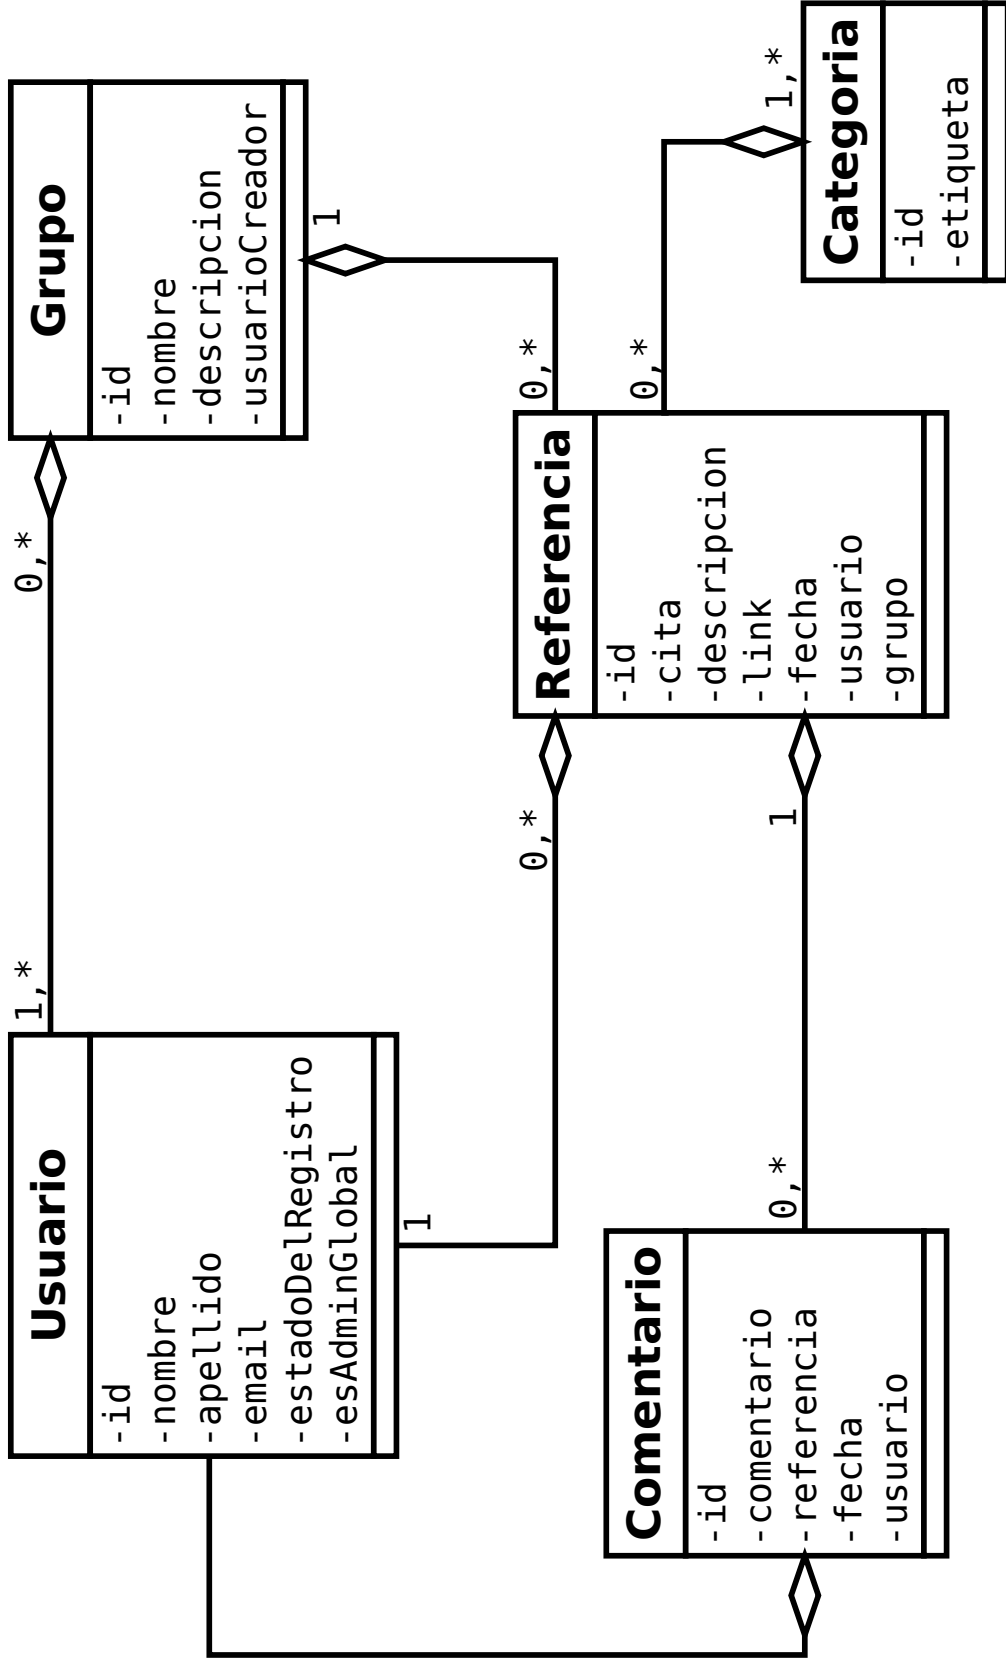 Usuario
-id
-nombre
-apellido
-email
-estadoDelRegistro
-esAdminGlobal
1,*
0,*
1
Grupo
-id
-nombre
-descripcion
-usuarioCreador
1
0,*
0,*
Referencia
-id
-cita
-descripcion
-link
-fecha
-usuario
-grupo
0,*
1
0,*
Comentario
-id
-comentario
-referencia
-fecha
-usuario
1,*
Categoria
-id
-etiqueta